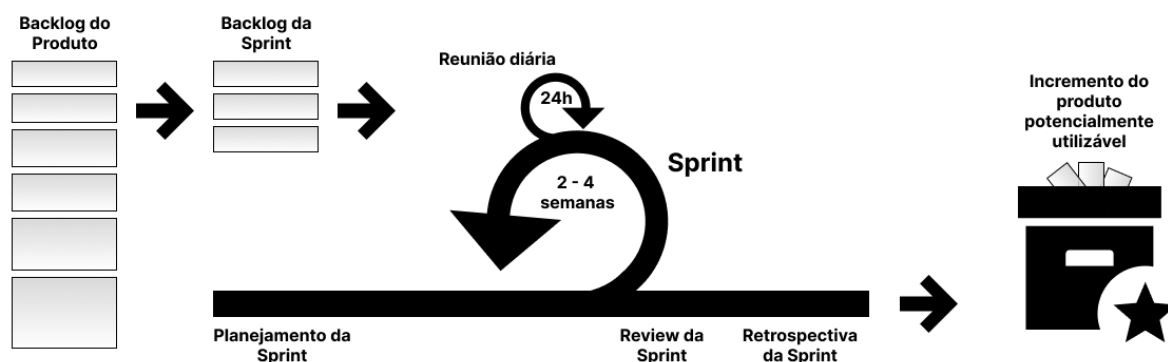 Backlog do
Produto
Backlog da
Sprint
Reunião diária
24h
Sprint
2 - 4
semanas
Incremento do
produto
potencialmente
utilizável
Planejamento da
Sprint
Review da
Sprint
Retrospectiva
da Sprint